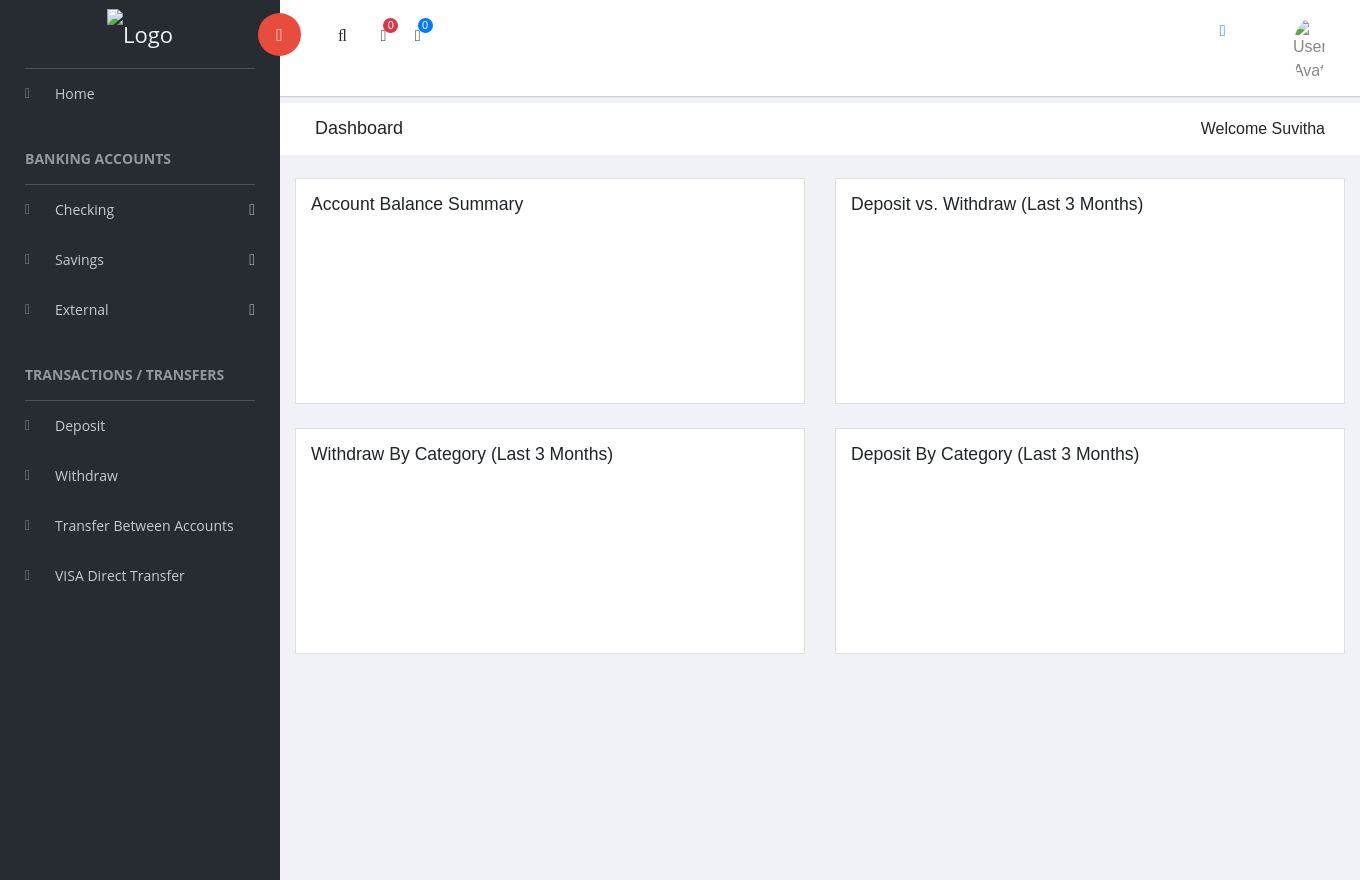 Logo
Home
BANKING ACCOUNTS
Checking
Savings
External
TRANSACTIONS / TRANSFERS
Deposit
Withdraw
Transfer Between Accounts
VISA Direct Transfer
0
0
User
Avat
Dashboard
Welcome Suvitha
Account Balance Summary
Deposit vs. Withdraw (Last 3 Months)
Withdraw By Category (Last 3 Months)
Deposit By Category (Last 3 Months)